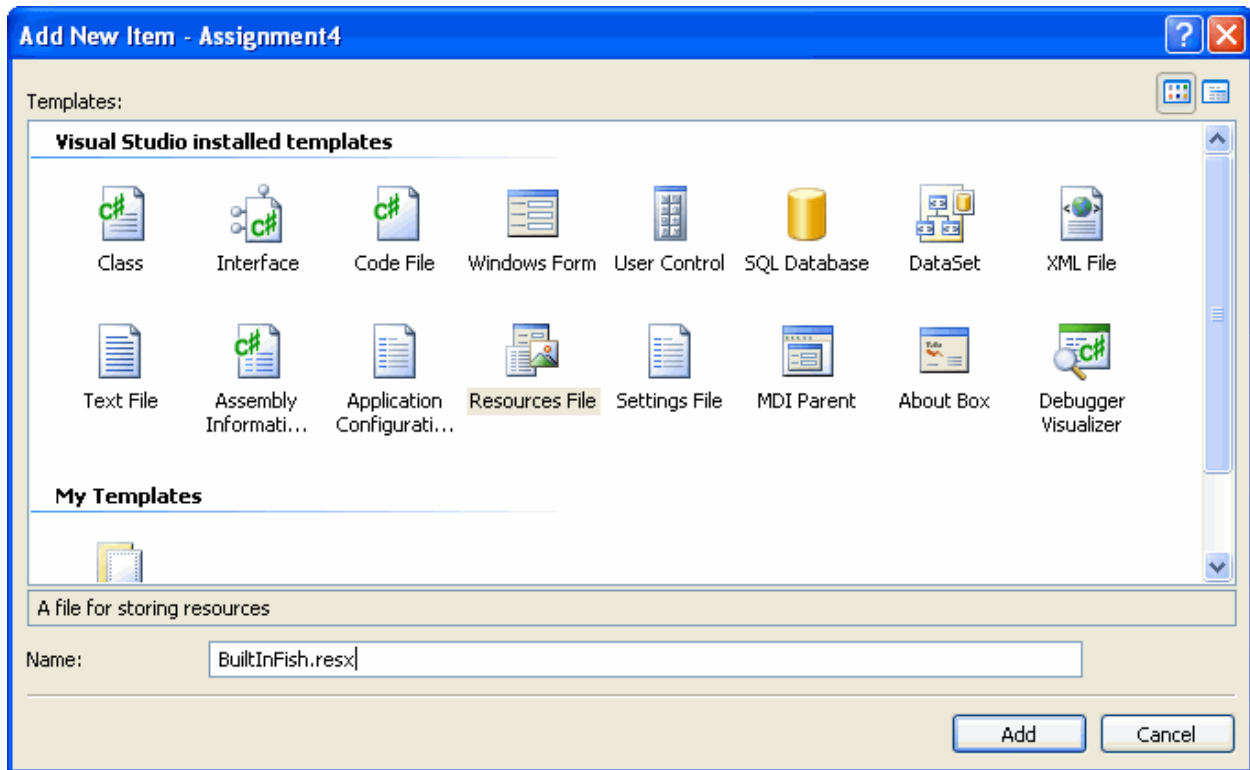 Add New Item - Assignment4
Templates:
Visual Studio installed templates
Class Interface Code File Windows Form User Control SQL Database DataSet XML File
Text File Assembly Informati... Application Configurati... Resources File Settings File MDI Parent About Box Debugger Visualizer
My Templates
A file for storing resources
Name: BuiltInFish.resx
Add Cancel